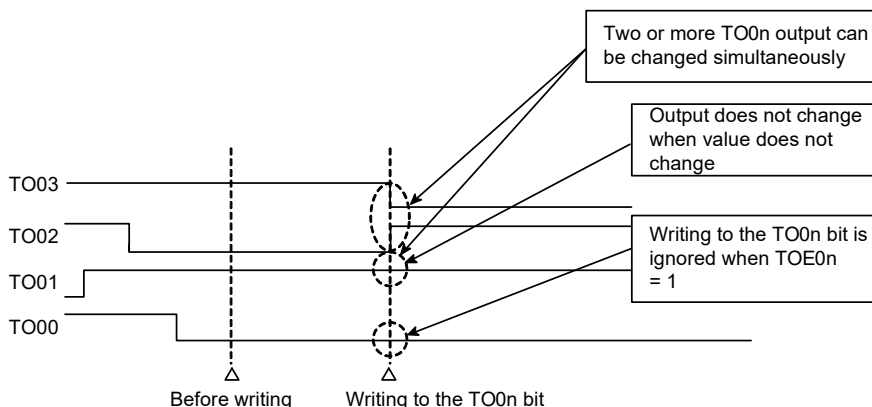 Two or more TO0n output can
be changed simultaneously
Output does not change
when value does not
change
TO03
TO02
Writing to the TO0n bit is
ignored when TOE0n
= 1
TO01
TO00
Before writing
Writing to the TO0n bit